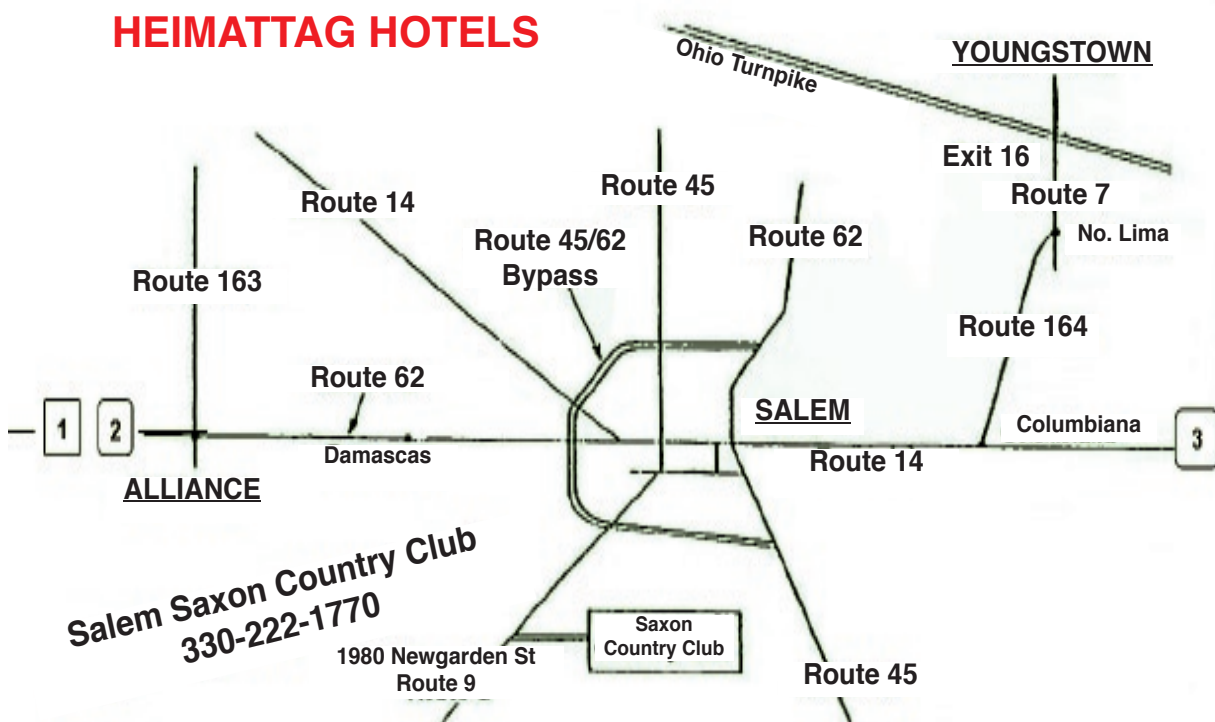 HEIMATTAG HOTELS
Ohio Turnpike
YOUNGSTOWN
Exit 16
Route 7
No. Lima
Route 14
Route 45
Route 45/62
Bypass
Route 62
Route 163
Route 164
Route 62
1
2
Damascas
ALLIANCE
SALEM
Columbiana
Route 14
3
Salem Saxon Country Club
330-222-1770
Saxon
Country Club
1980 Newgarden St
Route 9
Route 45